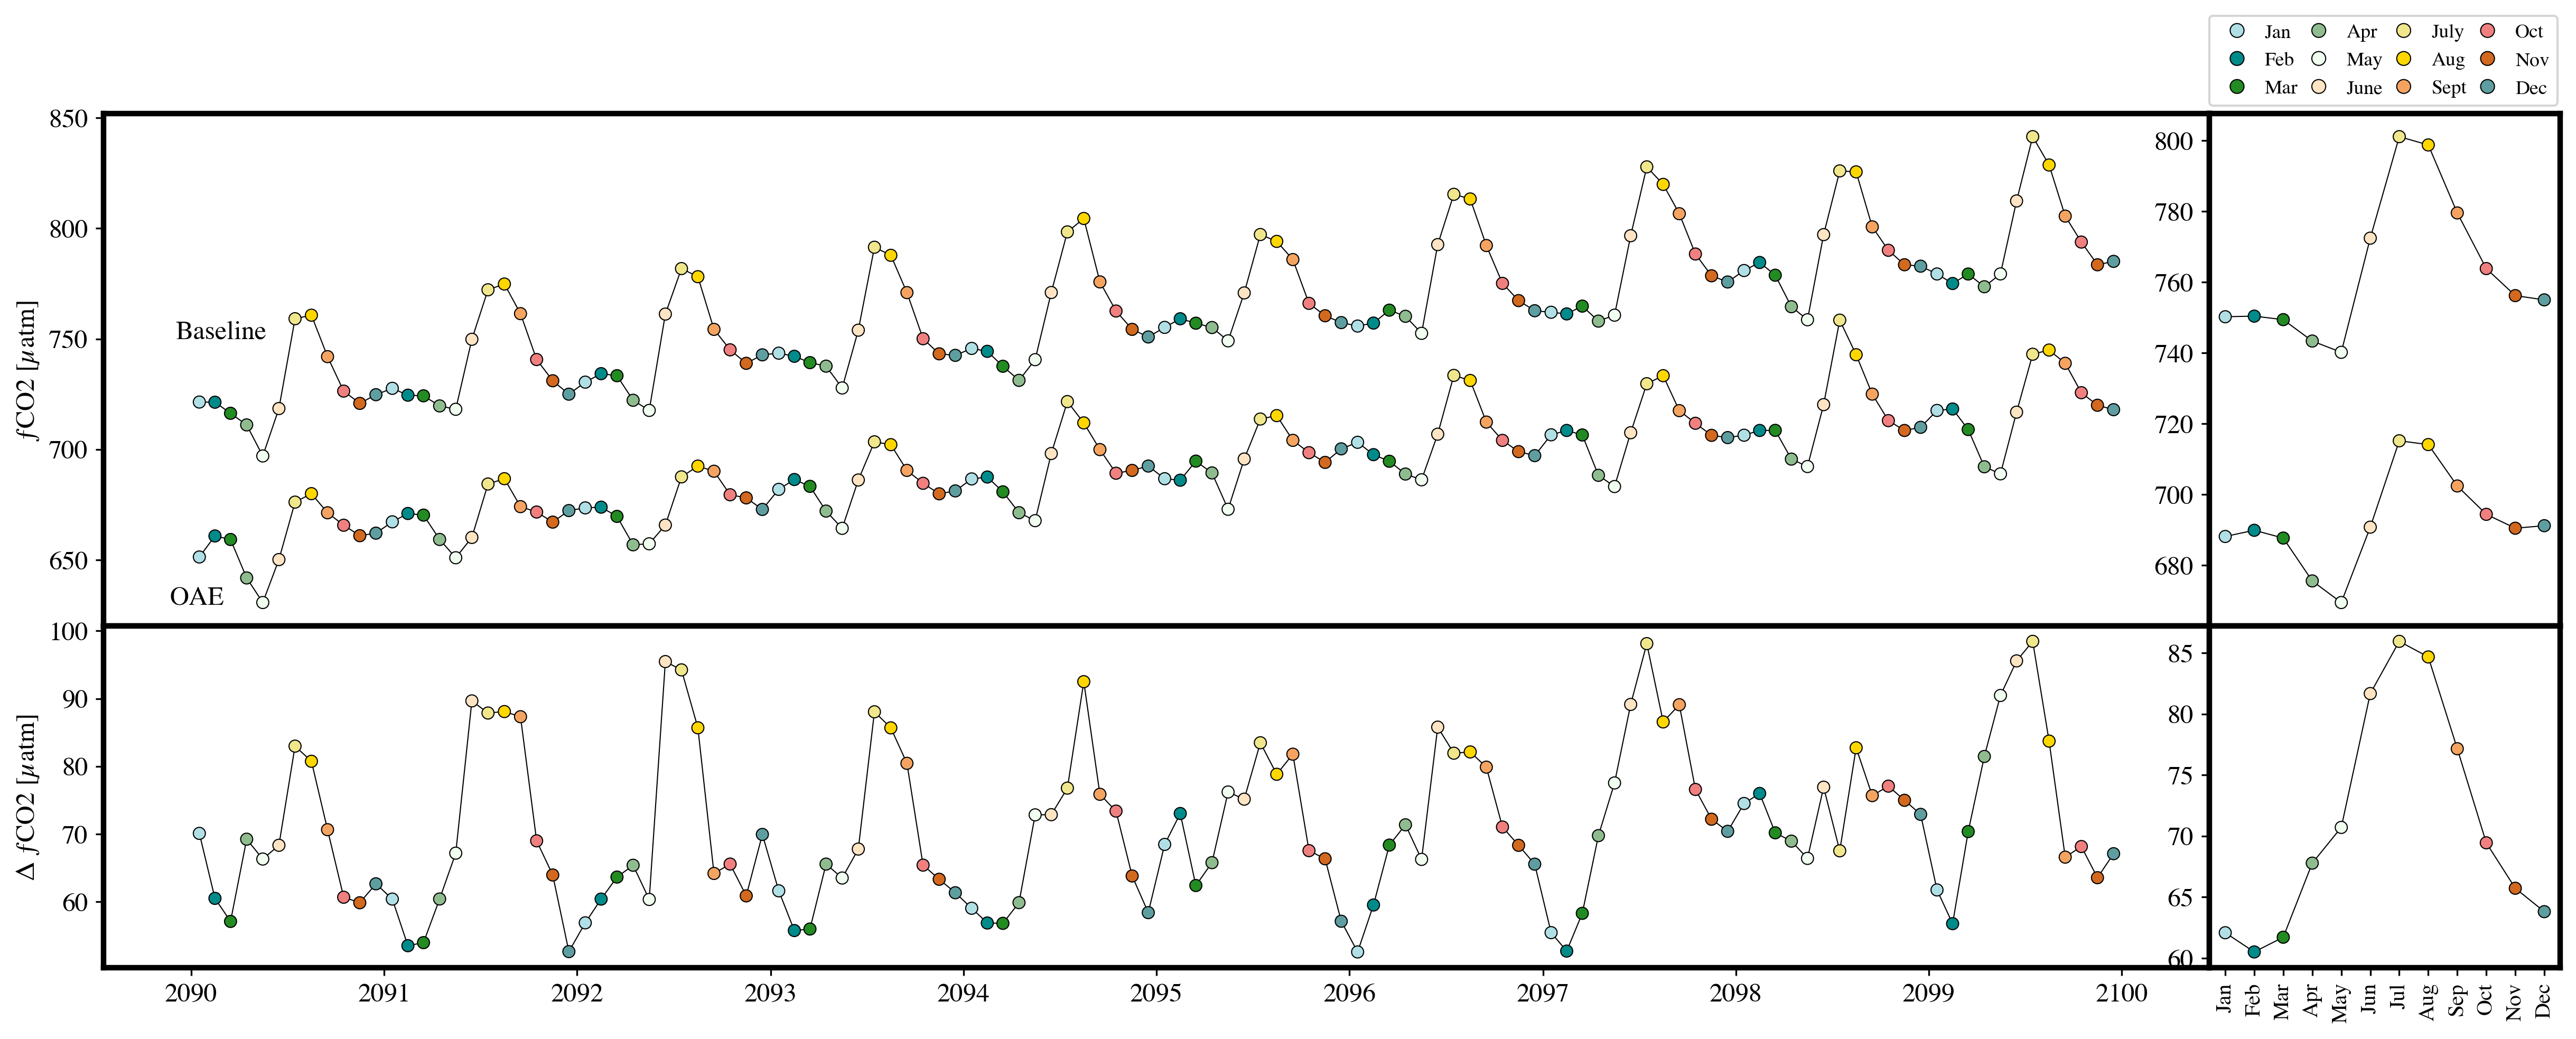 Jan Apr July Oct
Feb May Aug Nov
Mar June Sept Dec
850
800
750
700
650
fCO2 [μatm]
Baseline
OAE
800
780
760
740
720
700
680
100
90
80
70
60
Δ fCO2 [μatm]
85
80
75
70
65
60
2090 2091 2092 2093 2094 2095 2096 2097 2098 2099 2100
Jan Feb Mar Apr May Jun Jul Aug Sep Oct Nov Dec